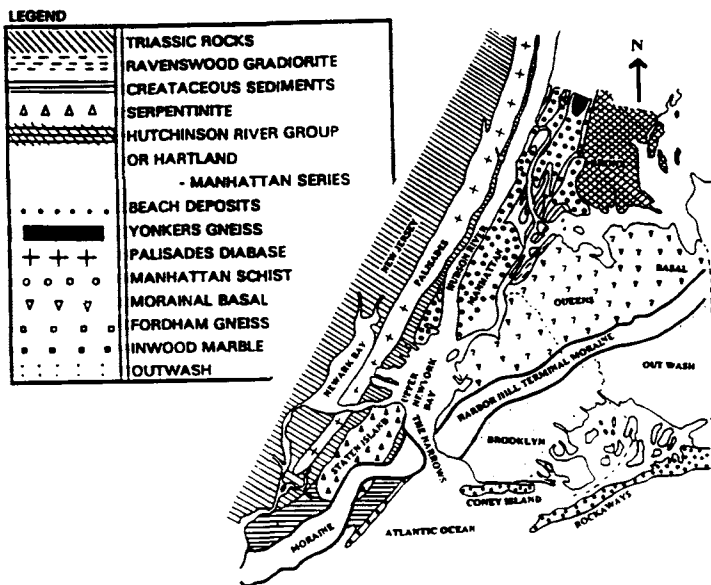 LEGEND
TRIASSIC ROCKS
RAVENSWOOD GRADIORITE
CREATACEOUS SEDIMENTS
SERPENTINITE
HUTCHINSON RIVER GROUP
OR HARTLAND
- MANHATTAN SERIES
BEACH DEPOSITS
YONKERS GNEISS
PALISADES DIABASE
MANHATTAN SCHIST
MORAINAL BASAL
FORDHAM GNEISS
INWOOD MARBLE
OUTWASH
N
NEW JERSEY
PALISADES
HUDSON RIVER
MANHATTAN
BASAL
QUEENS
NEWARK BAY
UPPER
NEW YORK
BAY
HARBOR HILL TERMINAL MORAINE
OUT WASH
STATEN ISLAND
THE NARROWS
BROOKLYN
CONEY ISLAND
ROCKAWAYS
MORAINE
ATLANTIC OCEAN